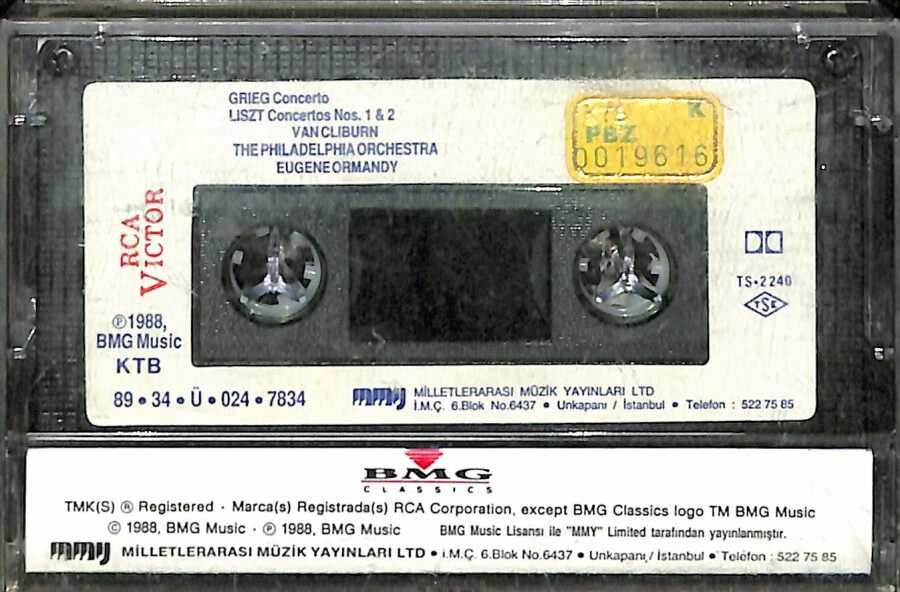 GRIEG Concerto
LISZT Concertos Nos. 1 & 2
VAN CLIBURN
THE PHILADELPHIA ORCHESTRA
EUGENE ORMANDY
KTB K
PBZ
0019616
RCA
VICTOR
℗1988,
BMG Music
KTB
TS•2240
TSE
89 • 34 • Ü • 024 • 7834
mmy MİLLETLERARASI MÜZİK YAYINLARI LTD
İ.M.Ç. 6.Blok No.6437 • Unkapanı / İstanbul • Telefon : 522 75 85
BMG
CLASSICS
TMK(S) ® Registered · Marca(s) Registrada(s) RCA Corporation, except BMG Classics logo TM BMG Music
© 1988, BMG Music · ℗ 1988, BMG Music BMG Music Lisansı ile "MMY" Limited tarafından yayınlanmıştır.
mmy MİLLETLERARASI MÜZİK YAYINLARI LTD • İ.M.Ç. 6.Blok No.6437 • Unkapanı / İstanbul • Telefon : 522 75 85